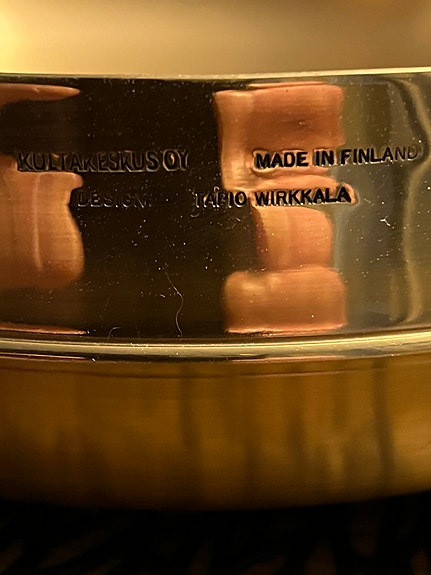 KULTAKESKUS OY MADE IN FINLAND
DESIGN TAPIO WIRKKALA